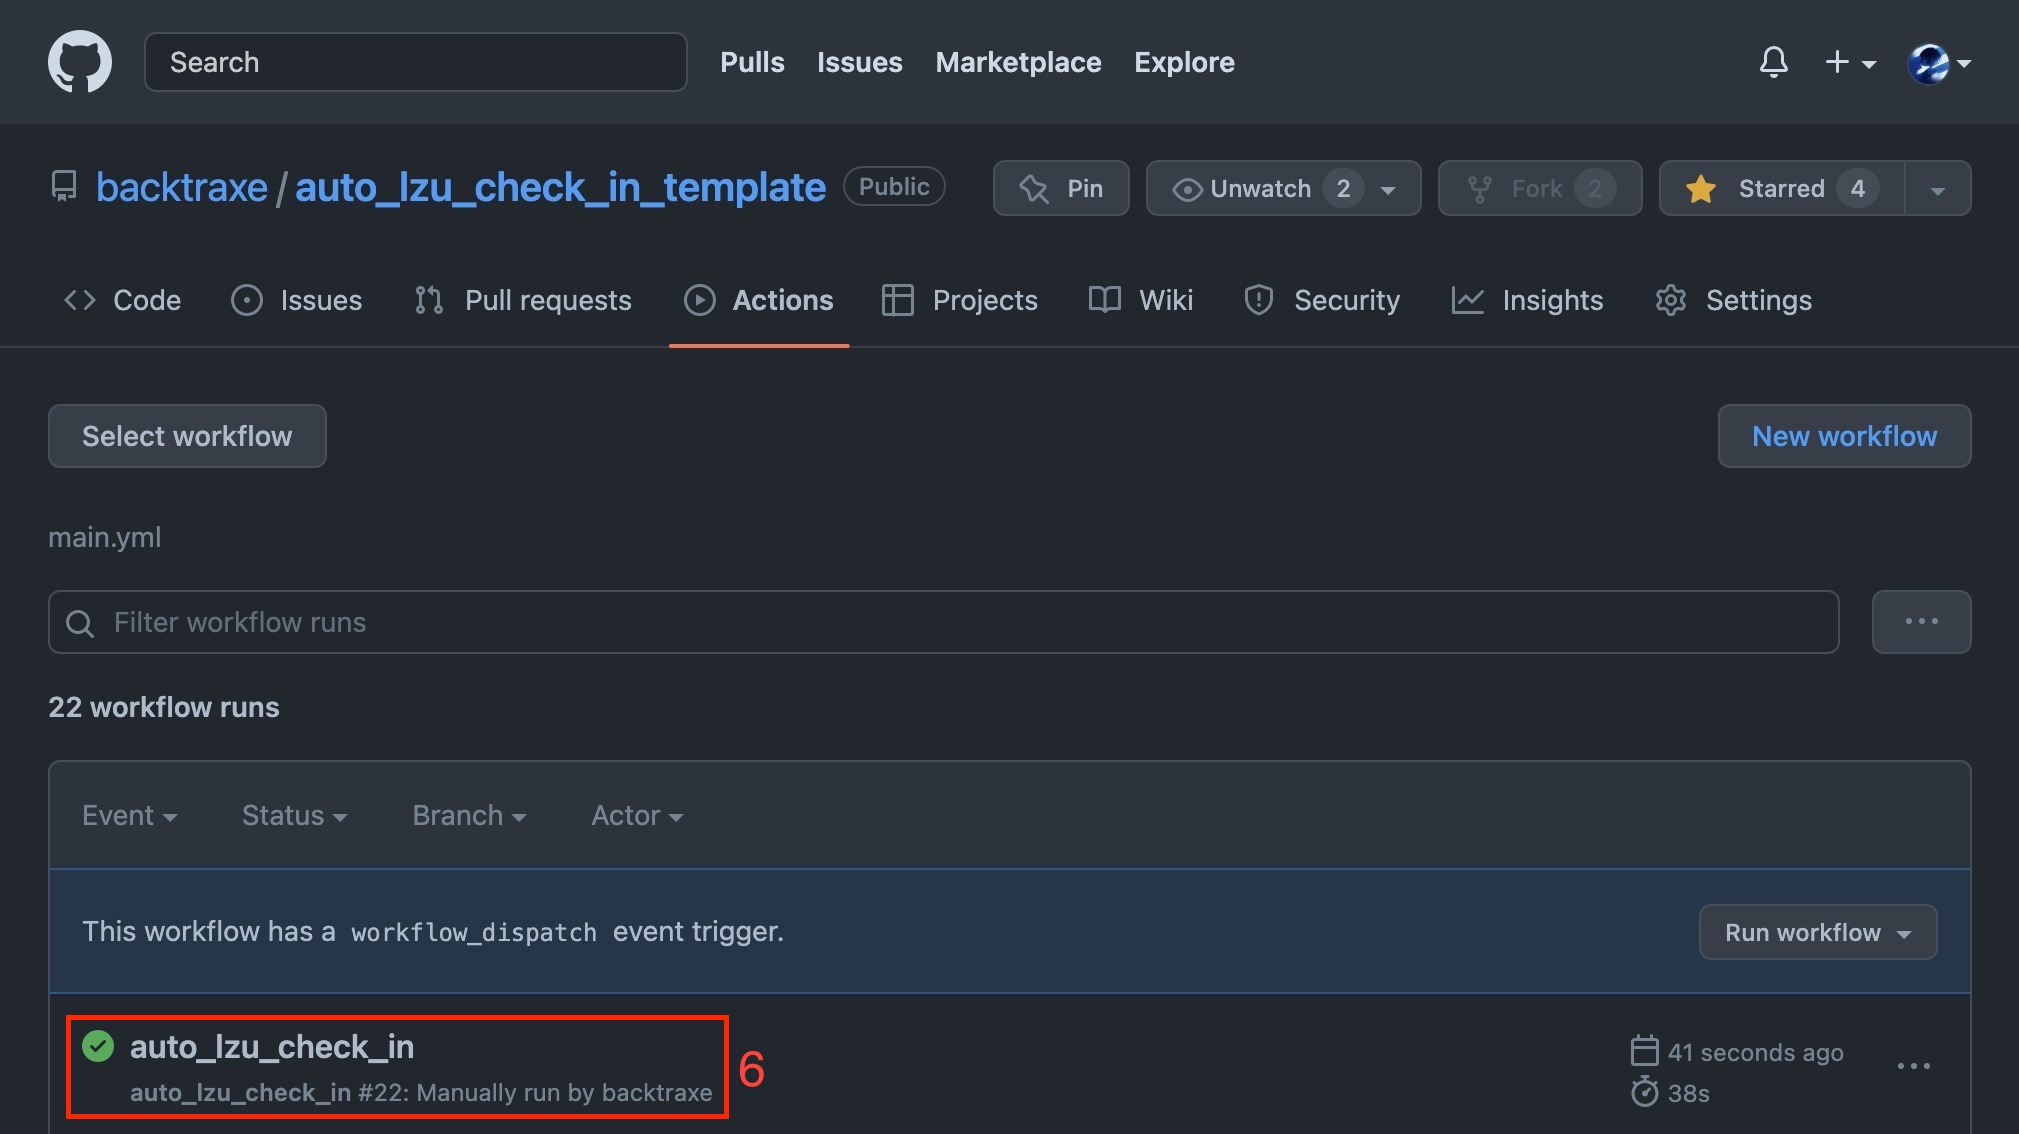 Search Pulls Issues Marketplace Explore
backtraxe / auto_lzu_check_in_template Public Pin Unwatch 2 Fork 2 Starred 4
Code Issues Pull requests Actions Projects Wiki Security Insights Settings
Select workflow New workflow
main.yml
Filter workflow runs
22 workflow runs
Event Status Branch Actor
This workflow has a workflow_dispatch event trigger. Run workflow
auto_lzu_check_in
auto_lzu_check_in #22: Manually run by backtraxe
6
41 seconds ago
38s